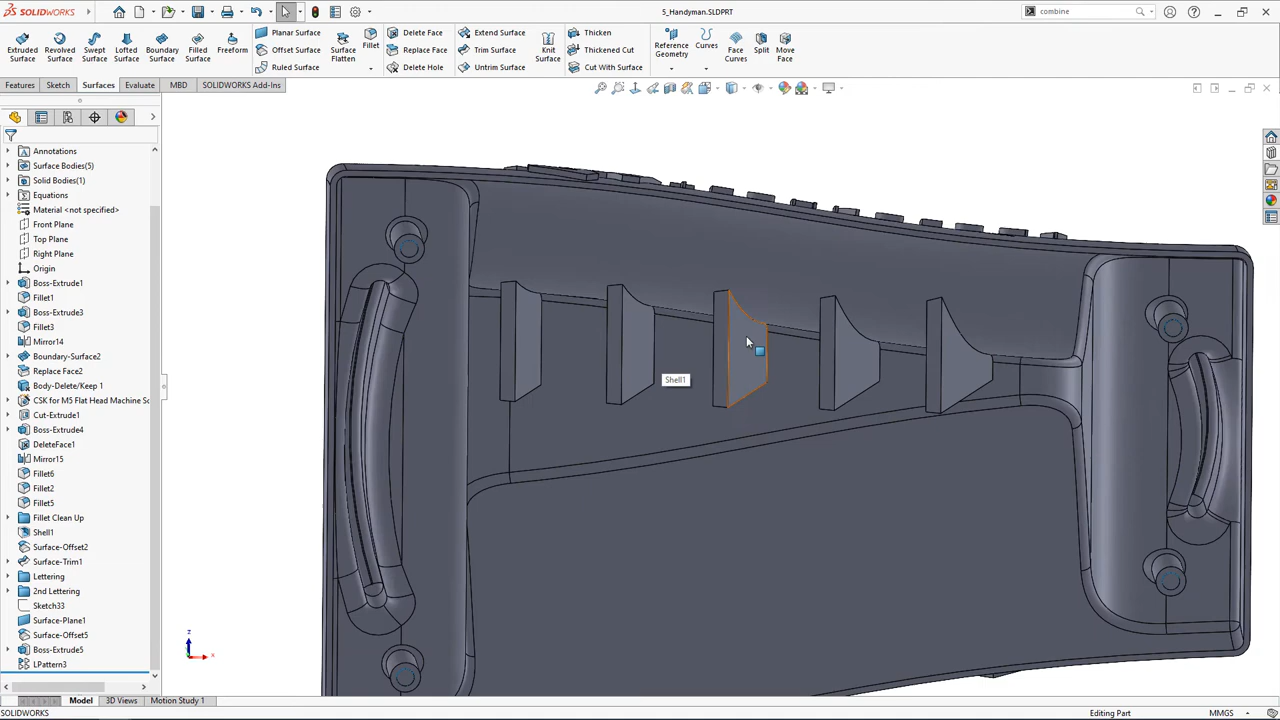 SOLIDWORKS
5_Handyman.SLDPRT
combine
Extruded Surface
Revolved Surface
Swept Surface
Lofted Surface
Boundary Surface
Filled Surface
Freeform
Planar Surface
Offset Surface
Ruled Surface
Surface Flatten
Fillet
Delete Face
Replace Face
Delete Hole
Extend Surface
Trim Surface
Untrim Surface
Knit Surface
Thicken
Thickened Cut
Cut With Surface
Reference Geometry
Curves
Face Curves
Split
Move Face
Features
Sketch
Surfaces
Evaluate
MBD
SOLIDWORKS Add-Ins
Annotations
Surface Bodies(5)
Solid Bodies(1)
Equations
Material <not specified>
Front Plane
Top Plane
Right Plane
Origin
Boss-Extrude1
Fillet1
Boss-Extrude3
Fillet3
Mirror14
Boundary-Surface2
Replace Face2
Body-Delete/Keep 1
CSK for M5 Flat Head Machine Sc
Cut-Extrude1
Boss-Extrude4
DeleteFace1
Mirror15
Fillet6
Fillet2
Fillet5
Fillet Clean Up
Shell1
Surface-Offset2
Surface-Trim1
Lettering
2nd Lettering
Sketch33
Surface-Plane1
Surface-Offset5
Boss-Extrude5
LPattern3
Shell1
z
x
Model
3D Views
Motion Study 1
SOLIDWORKS
Editing Part
MMGS